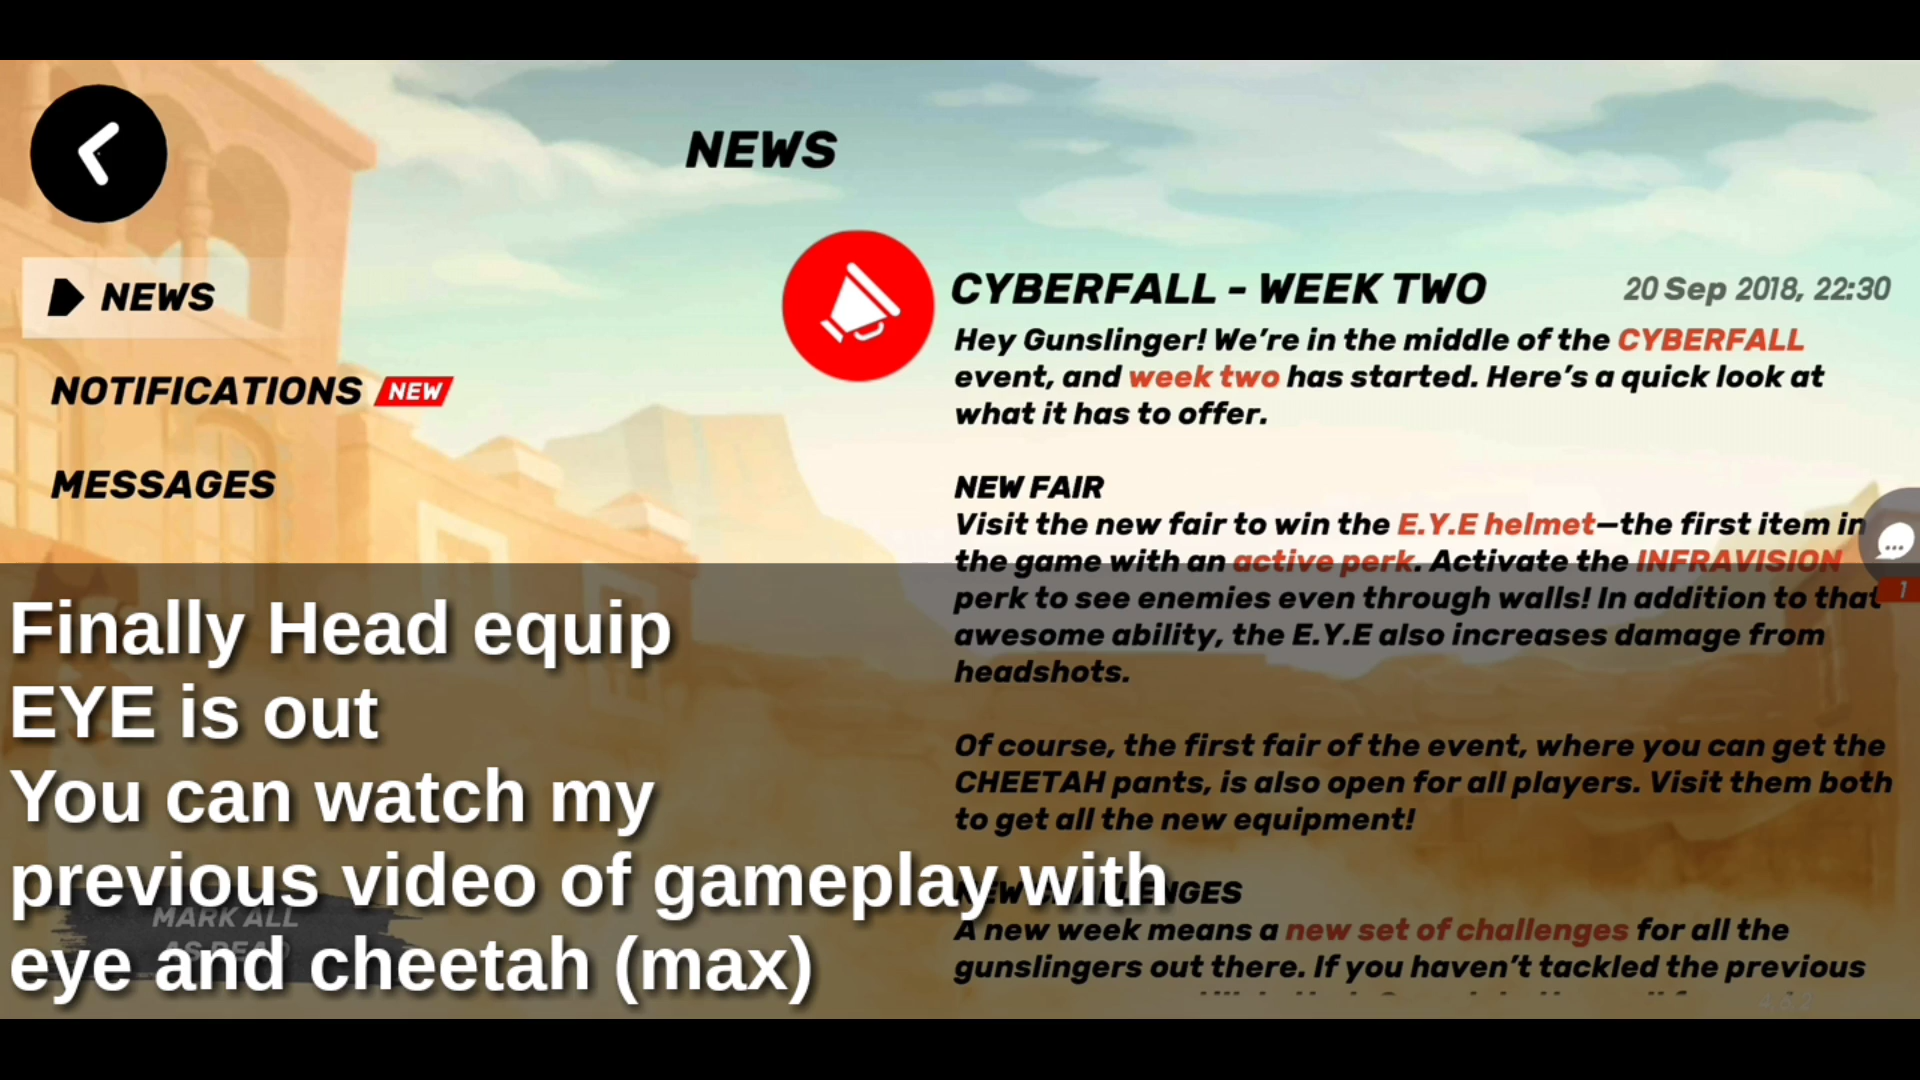 NEWS
NEWS
NOTIFICATIONS NEW
MESSAGES
CYBERFALL - WEEK TWO
20 Sep 2018, 22:30
Hey Gunslinger! We're in the middle of the CYBERFALL
event, and week two has started. Here's a quick look at
what it has to offer.
NEW FAIR
Visit the new fair to win the E.Y.E helmet—the first item in
the game with an active perk. Activate the INFRAVISION
perk to see enemies even through walls! In addition to that
awesome ability, the E.Y.E also increases damage from
headshots.
Of course, the first fair of the event, where you can get the
CHEETAH pants, is also open for all players. Visit them both
to get all the new equipment!
NEW CHALLENGES
A new week means a new set of challenges for all the
gunslingers out there. If you haven't tackled the previous
1
MARK ALL
AS READ
Finally Head equip
EYE is out
You can watch my
previous video of gameplay with
eye and cheetah (max)